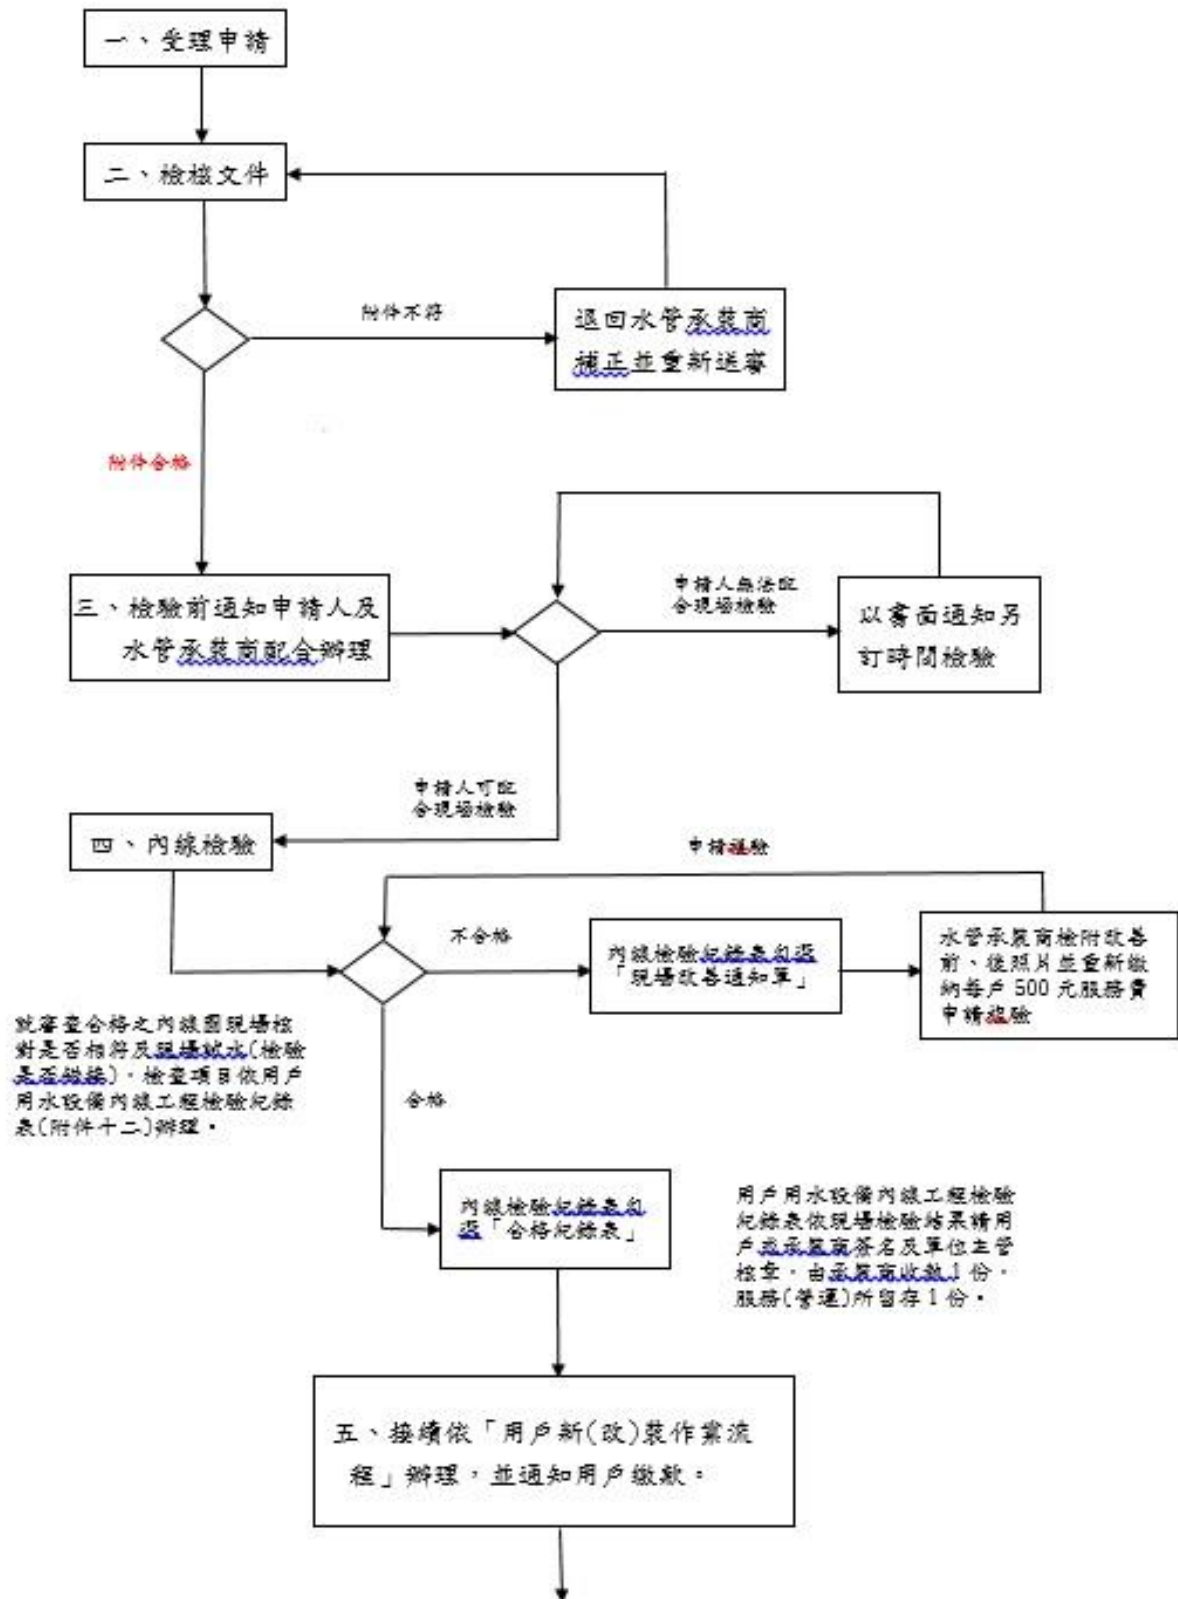 一、受理申請
二、檢核文件
附件不符
退回水管承裝商
補正並重新送審
附件合格
三、檢驗前通知申請人及
水管承裝商配合辦理
申請人無法配
合現場檢驗
以書面通知另
訂時間檢驗
申請人可配
合現場檢驗
四、內線檢驗
申請複驗
不合格
內線檢驗紀錄表勾選
「現場改善通知單」
水管承裝商檢附改善
前、後照片並重新繳
納每戶 500 元服務費
申請複驗
就審查合格之內線圖現場核
對是否相符及現場試水(檢驗
是否錯接)，檢查項目依用戶
用水設備內線工程檢驗紀錄
表(附件十二)辦理。
合格
內線檢驗紀錄表勾
選「合格紀錄表」
用戶用水設備內線工程檢驗
紀錄表依現場檢驗結果請用
戶或承裝商簽名及單位主管
核章，由承裝商收執 1 份，
服務(營運)所留存 1 份。
五、接續依「用戶新(改)裝作業流
程」辦理，並通知用戶繳款。